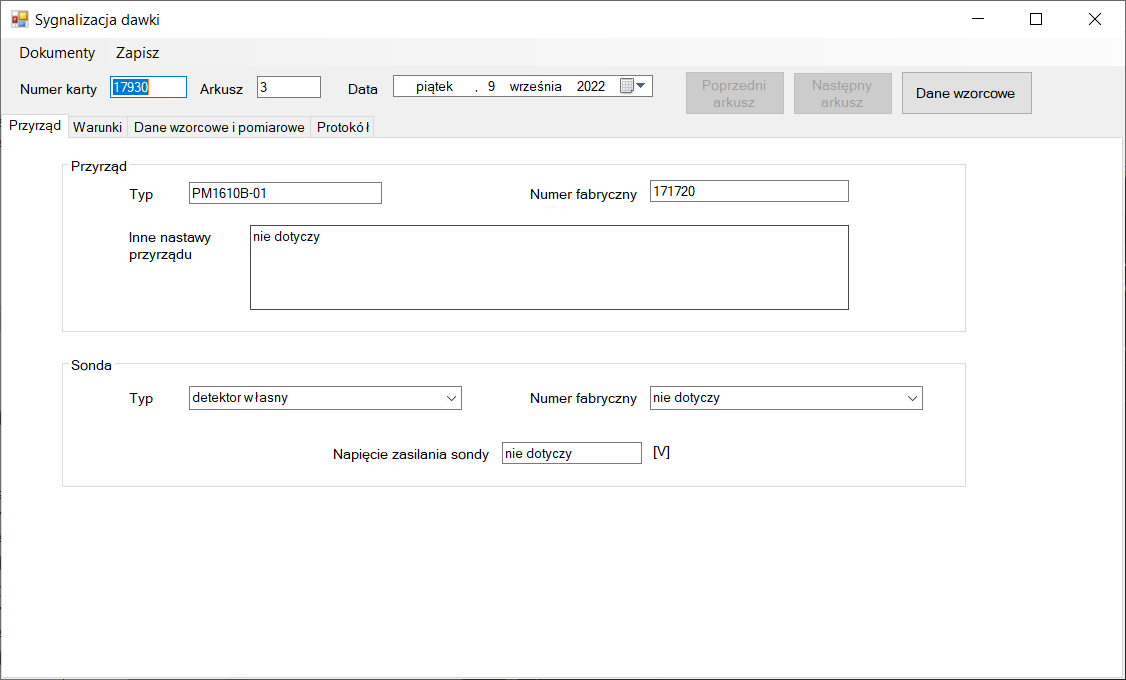 Sygnalizacja dawki
Dokumenty Zapisz
Numer karty 17930 Arkusz 3 Data piątek , 9 września 2022 Poprzedni arkusz Następny arkusz Dane wzorcowe
Przyrząd Warunki Dane wzorcowe i pomiarowe Protokół
Przyrząd
Typ PM1610B-01 Numer fabryczny 171720
Inne nastawy nie dotyczy
przyrządu
Sonda
Typ detektor własny Numer fabryczny nie dotyczy
Napięcie zasilania sondy nie dotyczy [V]